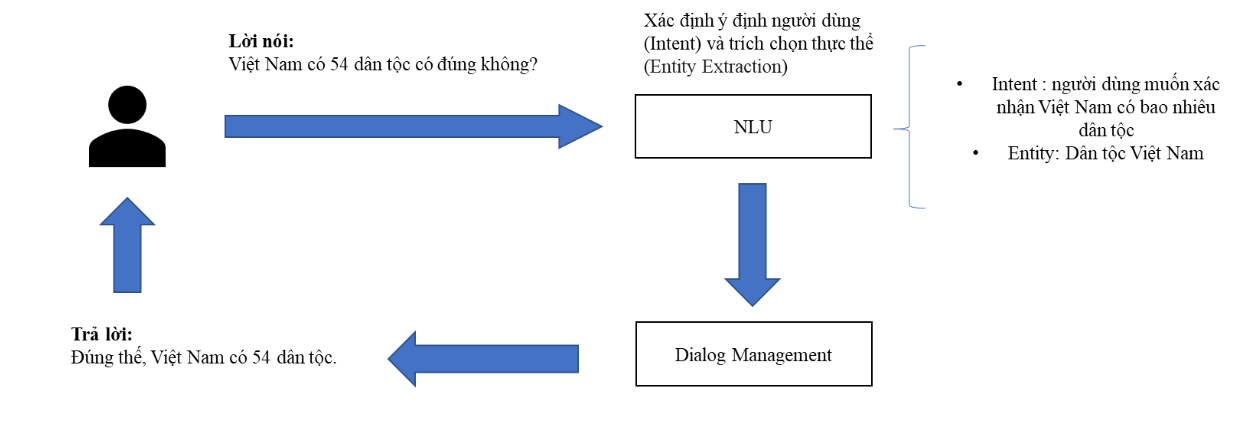 Lời nói:
Việt Nam có 54 dân tộc có đúng không?
Xác định ý định người dùng
(Intent) và trích chọn thực thể
(Entity Extraction)
NLU
• Intent : người dùng muốn xác
nhận Việt Nam có bao nhiêu
dân tộc
• Entity: Dân tộc Việt Nam
Dialog Management
Trả lời:
Đúng thế, Việt Nam có 54 dân tộc.